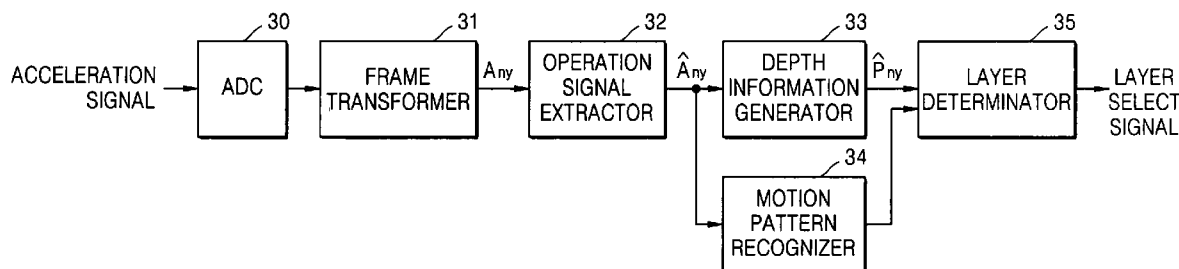 30
31
32
33
35
ACCELERATION
SIGNAL
ADC
FRAME
TRANSFORMER
Any
OPERATION
SIGNAL
EXTRACTOR
Âny
DEPTH
INFORMATION
GENERATOR
P̂ny
LAYER
DETERMINATOR
LAYER
SELECT
SIGNAL
34
MOTION
PATTERN
RECOGNIZER